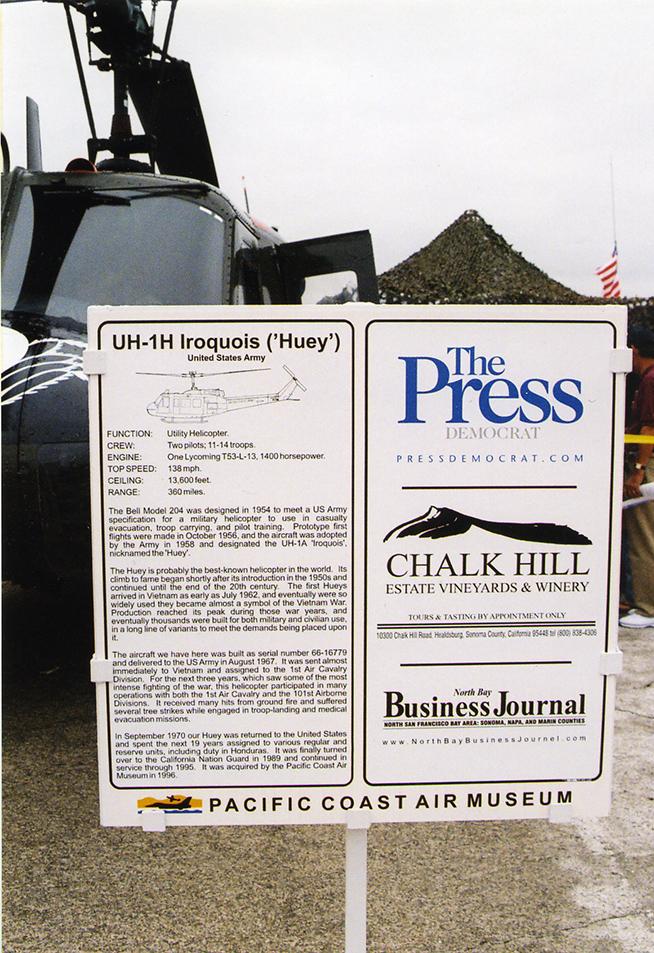 UH-1H Iroquois ('Huey')
United States Army
FUNCTION: Utility Helicopter.
CREW: Two pilots; 11-14 troops.
ENGINE: One Lycoming T53-L-13, 1400 horsepower.
TOP SPEED: 138 mph.
CEILING: 13,600 feet.
RANGE: 360 miles.
The Bell Model 204 was designed in 1954 to meet a US Army
specification for a military helicopter to use in casualty
evacuation, troop carrying, and pilot training. Prototype first
flights were made in October 1956, and the aircraft was adopted
by the Army in 1958 and designated the UH-1A 'Iroquois',
nicknamed the 'Huey'.
The Huey is probably the best-known helicopter in the world. Its
climb to fame began shortly after its introduction in the 1950s and
continued until the end of the 20th century. The first Hueys
arrived in Vietnam as early as July 1962, and eventually were so
widely used they became almost a symbol of the Vietnam War.
Production reached its peak during those war years, and
eventually thousands were built for both military and civilian use,
in a long line of variants to meet the demands being placed upon
it.
The aircraft we have here was built as serial number 66-16779
and delivered to the US Army in August 1967. It was sent almost
immediately to Vietnam and assigned to the 1st Air Cavalry
Division. For the next three years, which saw some of the most
intense fighting of the war, this helicopter participated in many
operations with both the 1st Air Cavalry and the 101st Airborne
Divisions. It received many hits from ground fire and suffered
several tree strikes while engaged in troop-landing and medical
evacuation missions.
In September 1970 our Huey was returned to the United States
and spent the next 19 years assigned to various regular and
reserve units, including duty in Honduras. It was finally turned
over to the California National Guard in 1989 and continued in
service through 1995. It was acquired by the Pacific Coast Air
Museum in 1996.
The
Press
DEMOCRAT
PRESSDEMOCRAT.COM
CHALK HILL
ESTATE VINEYARDS & WINERY
TOURS & TASTING BY APPOINTMENT ONLY
10300 Chalk Hill Road, Healdsburg, Sonoma County, California 95448 tel (800) 838-4306
North Bay
Business Journal
NORTH SAN FRANCISCO BAY AREA: SONOMA, NAPA, AND MARIN COUNTIES
www.NorthBayBusinessJournal.com
PACIFIC COAST AIR MUSEUM